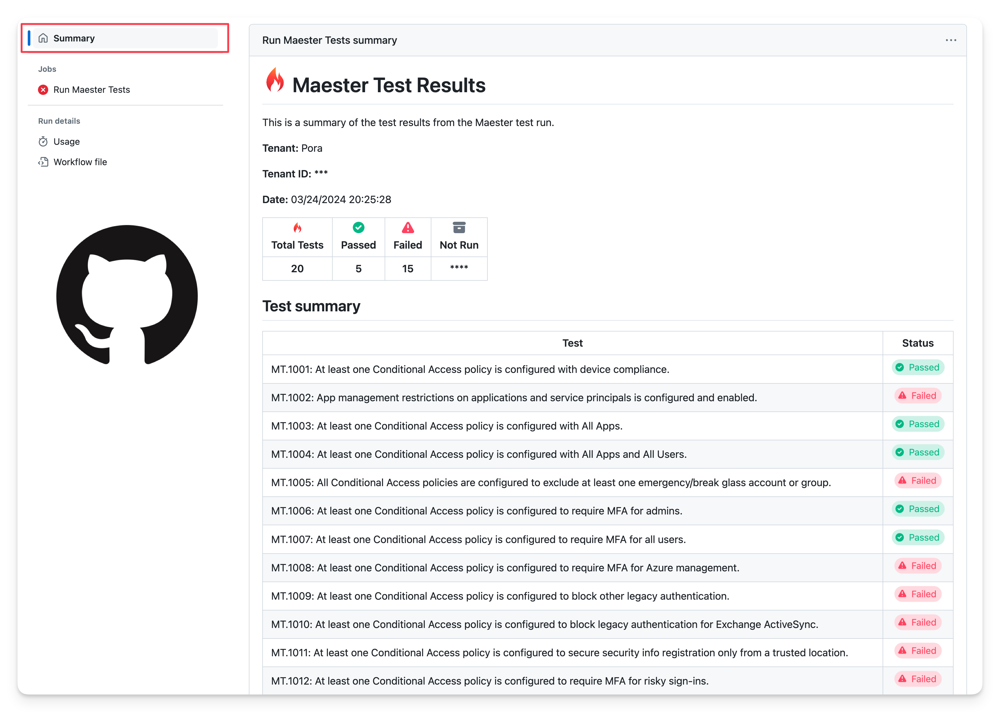 Summary
Jobs
Run Maester Tests
Run details
Usage
Workflow file
Run Maester Tests summary
Maester Test Results
This is a summary of the test results from the Maester test run.
Tenant: Pora
Tenant ID: ***
Date: 03/24/2024 20:25:28
Total Tests Passed Failed Not Run
20 5 15 ****
Test summary
Test Status
MT.1001: At least one Conditional Access policy is configured with device compliance. Passed
MT.1002: App management restrictions on applications and service principals is configured and enabled. Failed
MT.1003: At least one Conditional Access policy is configured with All Apps. Passed
MT.1004: At least one Conditional Access policy is configured with All Apps and All Users. Passed
MT.1005: All Conditional Access policies are configured to exclude at least one emergency/break glass account or group. Failed
MT.1006: At least one Conditional Access policy is configured to require MFA for admins. Passed
MT.1007: At least one Conditional Access policy is configured to require MFA for all users. Passed
MT.1008: At least one Conditional Access policy is configured to require MFA for Azure management. Failed
MT.1009: At least one Conditional Access policy is configured to block other legacy authentication. Failed
MT.1010: At least one Conditional Access policy is configured to block legacy authentication for Exchange ActiveSync. Failed
MT.1011: At least one Conditional Access policy is configured to secure security info registration only from a trusted location. Failed
MT.1012: At least one Conditional Access policy is configured to require MFA for risky sign-ins. Failed